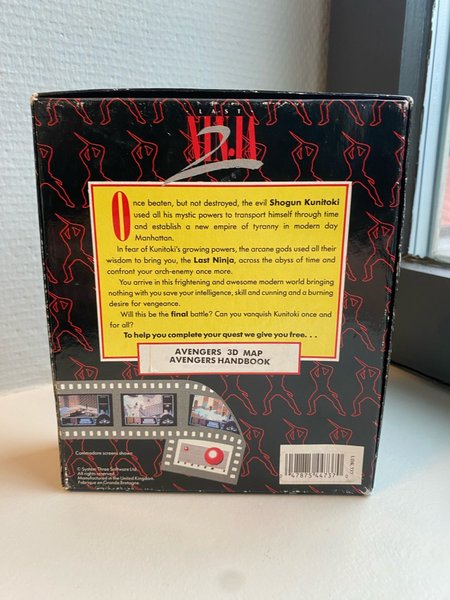 LAST
NINJA
2
Once beaten, but not destroyed, the evil Shogun Kunitoki
used all his mystic powers to transport himself through time
and establish a new empire of tyranny in modern day
Manhattan.
In fear of Kunitoki's growing powers, the arcane gods used all their
wisdom to bring you, the Last Ninja, across the abyss of time and
confront your arch-enemy once more.
You arrive in this frightening and awesome modern world bringing
nothing with you save your intelligence, skill and cunning and a burning
desire for vengeance.
Will this be the final battle? Can you vanquish Kunitoki once and
for all?
To help you complete your quest we give you free. . .
AVENGERS 3D MAP
AVENGERS HANDBOOK
Commodore screens shown
© System Three Software Ltd.
All rights reserved.
Manufactured in the United Kingdom.
Fabriqué en Grande Bretagne.
47875 44737